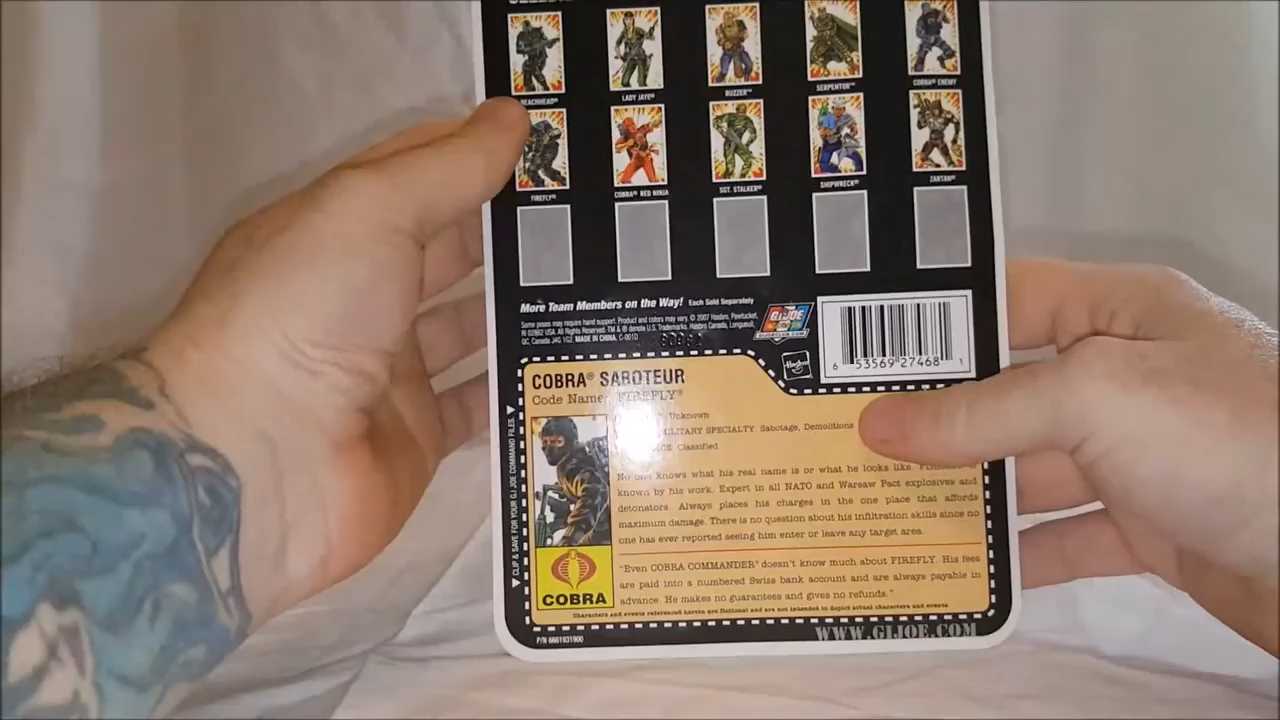 BEACHHEAD®
LADY JAYE®
BUZZER™
SERPENTOR™
COBRA® ENEMY
FIREFLY®
COBRA® RED NINJA
SGT. STALKER®
SHIPWRECK®
ZARTAN®
More Team Members on the Way! Each Sold Separately
Some poses may require hand support. Product and colors may vary. © 2007 Hasbro, Pawtucket,
RI 02862 USA. All Rights Reserved. TM & ® denote U.S. Trademarks. Hasbro Canada, Longueuil,
QC, Canada J4G 1G2. MADE IN CHINA. C-001D
GI JOE
Hasbro
6 53569 27468 1
COBRA® SABOTEUR
Code Name: FIREFLY®
Unknown
MILITARY SPECIALTY: Sabotage, Demolitions
Classified
No one knows what his real name is or what he looks like.
known by his work. Expert in all NATO and Warsaw Pact explosives and
detonators. Always places his charges in the one place that affords
maximum damage. There is no question about his infiltration skills since no
one has ever reported seeing him enter or leave any target area.
"Even COBRA COMMANDER® doesn't know much about FIREFLY. His fees
are paid into a numbered Swiss bank account and are always payable in
advance. He makes no guarantees and gives no refunds."
COBRA
Characters and events referenced herein are fictional and are not intended to depict actual characters and events.
CLIP & SAVE FOR YOUR G.I. JOE COMMAND FILES.
P/N 6661931900
WWW.GIJOE.COM